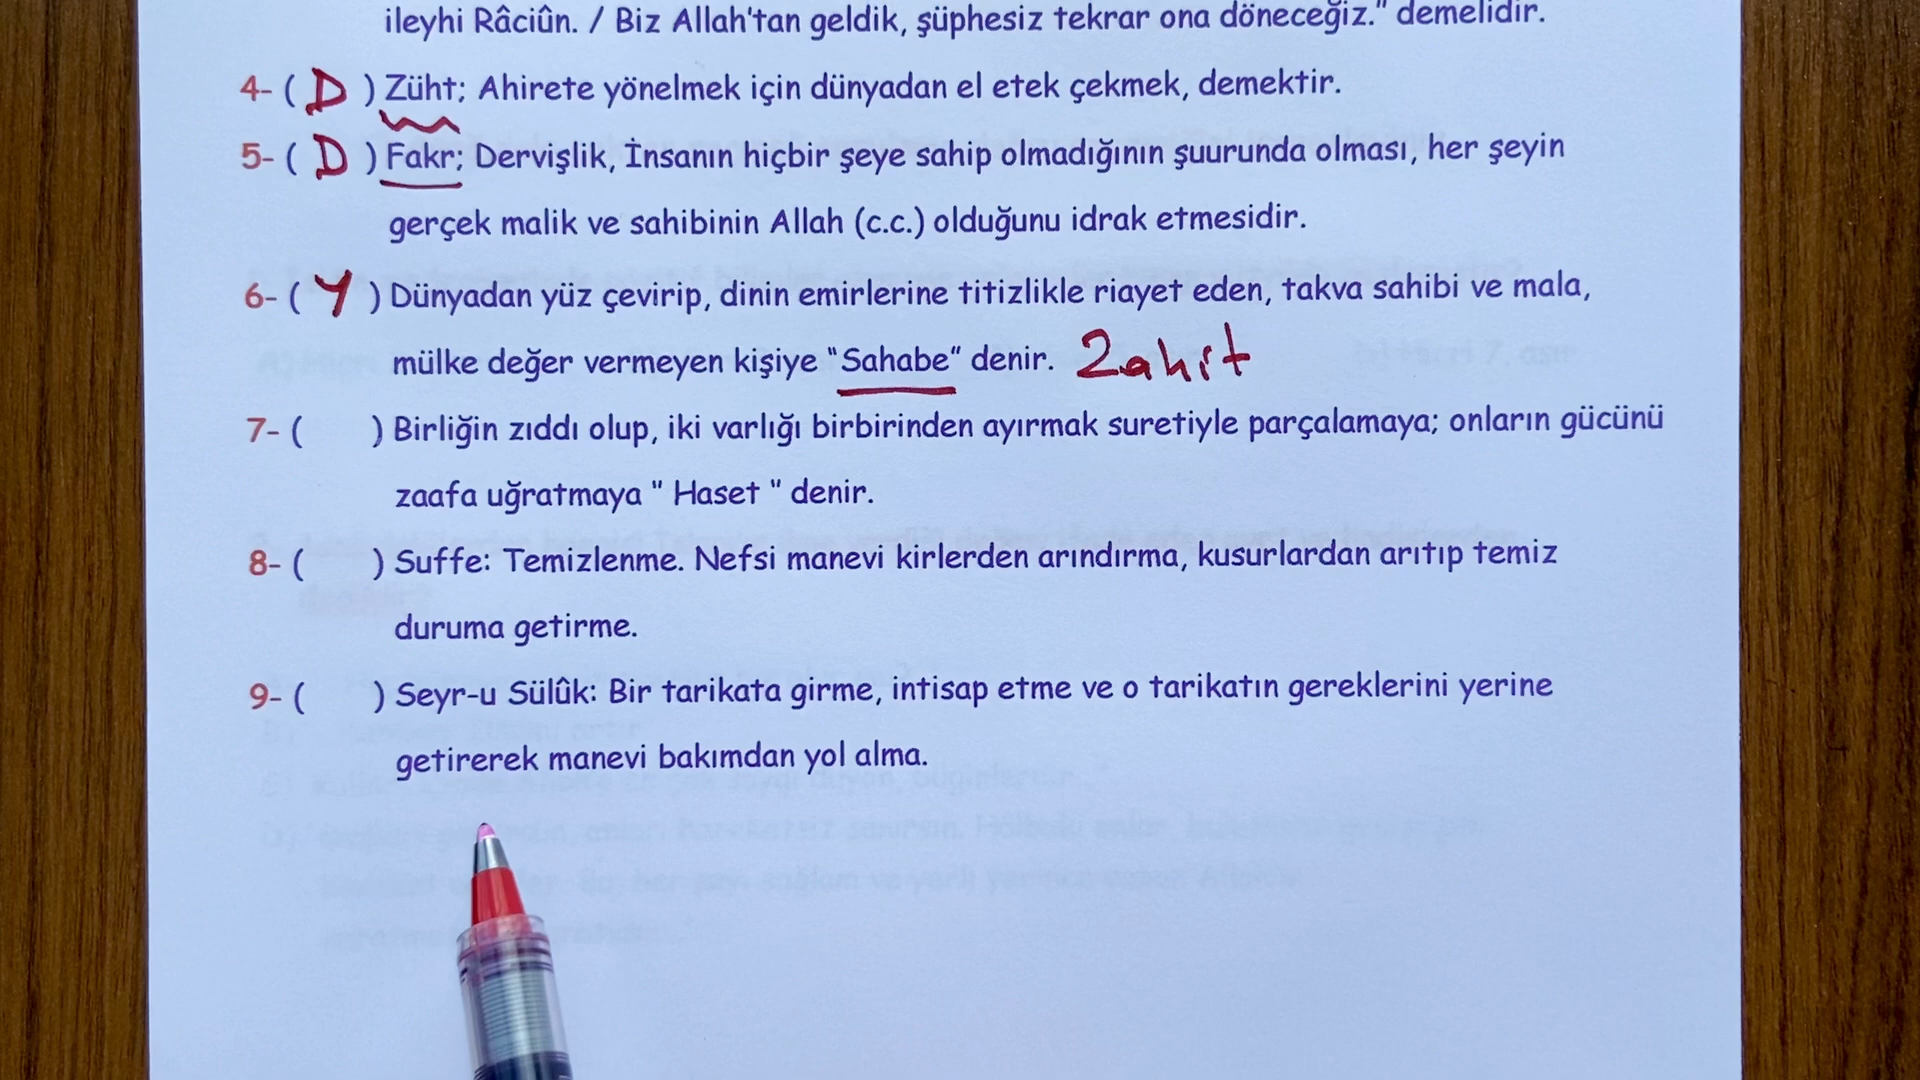 ileyhi Râciûn. / Biz Allah'tan geldik, şüphesiz tekrar ona döneceğiz." demelidir.
4- ( D ) Züht; Ahirete yönelmek için dünyadan el etek çekmek, demektir.
5- ( D ) Fakr; Dervişlik, İnsanın hiçbir şeye sahip olmadığının şuurunda olması, her şeyin
gerçek malik ve sahibinin Allah (c.c.) olduğunu idrak etmesidir.
6- ( Y ) Dünyadan yüz çevirip, dinin emirlerine titizlikle riayet eden, takva sahibi ve mala,
mülke değer vermeyen kişiye "Sahabe" denir. Zahit
7- ( ) Birliğin zıddı olup, iki varlığı birbirinden ayırmak suretiyle parçalamaya; onların gücünü
zaafa uğratmaya " Haset " denir.
8- ( ) Suffe: Temizlenme. Nefsi manevi kirlerden arındırma, kusurlardan arıtıp temiz
duruma getirme.
9- ( ) Seyr-u Sülûk: Bir tarikata girme, intisap etme ve o tarikatın gereklerini yerine
getirerek manevi bakımdan yol alma.